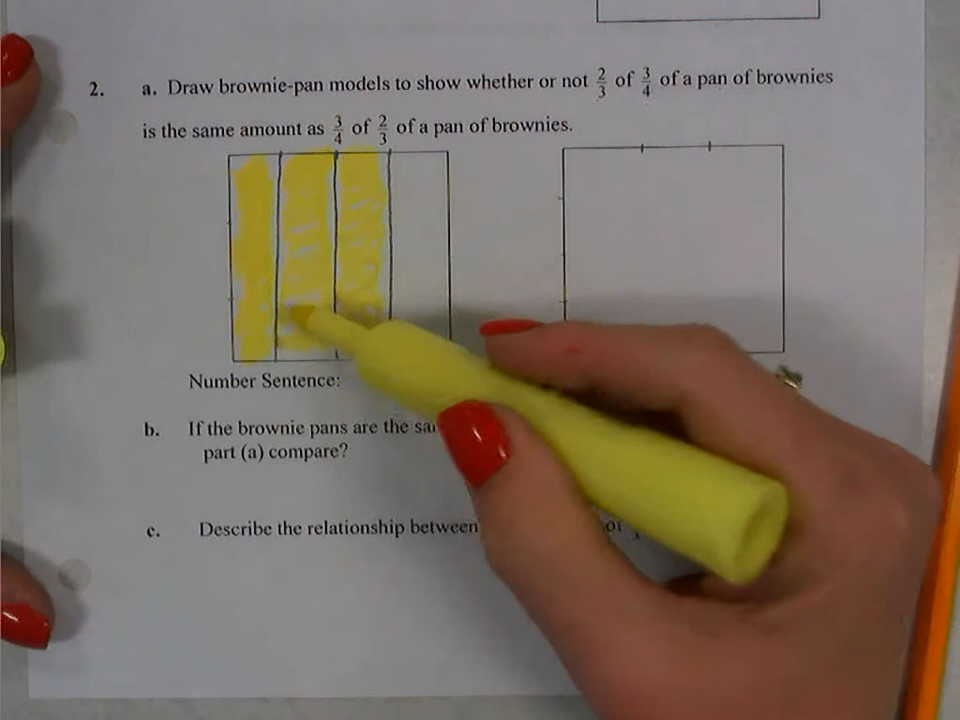 2. a. Draw brownie-pan models to show whether or not 2/3 of 3/4 of a pan of brownies
is the same amount as 3/4 of 2/3 of a pan of brownies.
Number Sentence:
b. If the brownie pans are the
part (a) compare?
c. Describe the relationship between